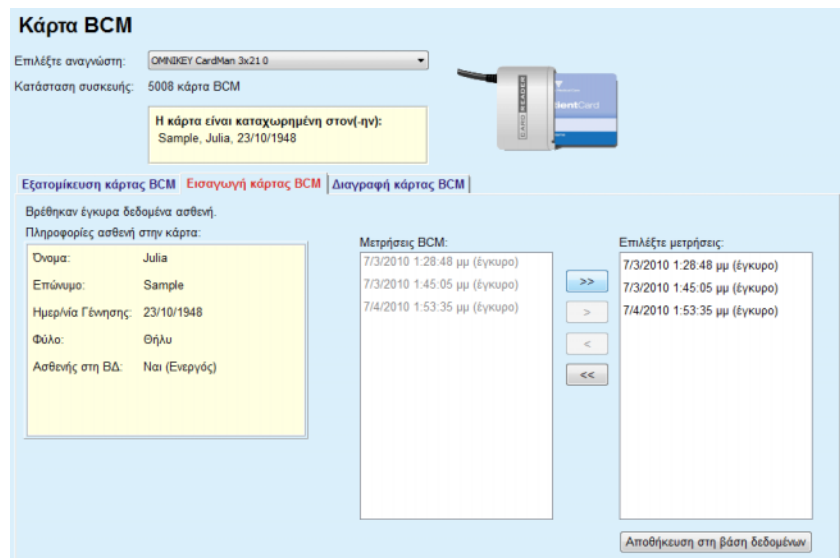 Κάρτα BCM
Επιλέξτε αναγνώστη: OMNIKEY CardMan 3x21 0
Κατάσταση συσκευής: 5008 κάρτα BCM
Η κάρτα είναι καταχωρημένη στον(-ην):
Sample, Julia, 23/10/1948
CARD READER
ientCard
Εξατομίκευση κάρτας BCM Εισαγωγή κάρτας BCM Διαγραφή κάρτας BCM
Βρέθηκαν έγκυρα δεδομένα ασθενή.
Πληροφορίες ασθενή στην κάρτα:
Όνομα: Julia
Επώνυμο: Sample
Ημερ/νία Γέννησης: 23/10/1948
Φύλο: Θήλυ
Ασθενής στη ΒΔ: Ναι (Ενεργός)
Μετρήσεις BCM:
7/3/2010 1:28:48 μμ (έγκυρο)
7/3/2010 1:45:05 μμ (έγκυρο)
7/4/2010 1:53:35 μμ (έγκυρο)
>>
>
<
<<
Επιλέξτε μετρήσεις:
7/3/2010 1:28:48 μμ (έγκυρο)
7/3/2010 1:45:05 μμ (έγκυρο)
7/4/2010 1:53:35 μμ (έγκυρο)
Αποθήκευση στη βάση δεδομένων